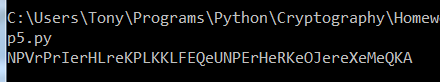 C:\Users\Tony\Programs\Python\Cryptography\Homew
p5.py
NPVrPrIerHLreKPLKKLFEQeUNPErHeRKeOJereXeMeQKA